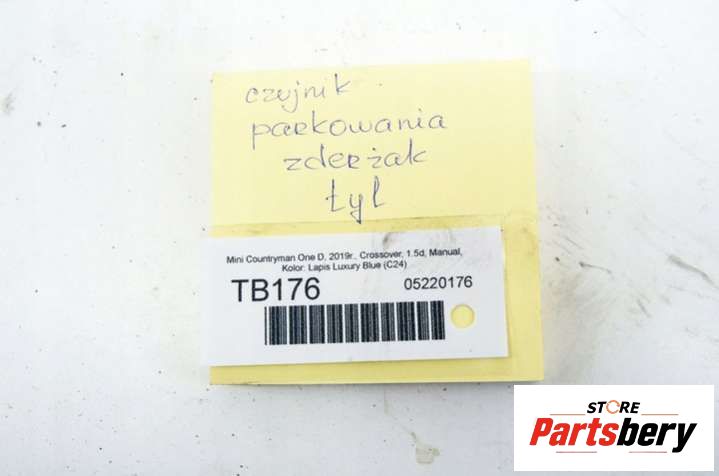 czujnik
parkowania
zderzak
tyl
Mini Countryman One D, 2019r., Crossover, 1.5d, Manual,
Kolor: Lapis Luxury Blue (C24)
TB176 05220176
STORE
Partsbery